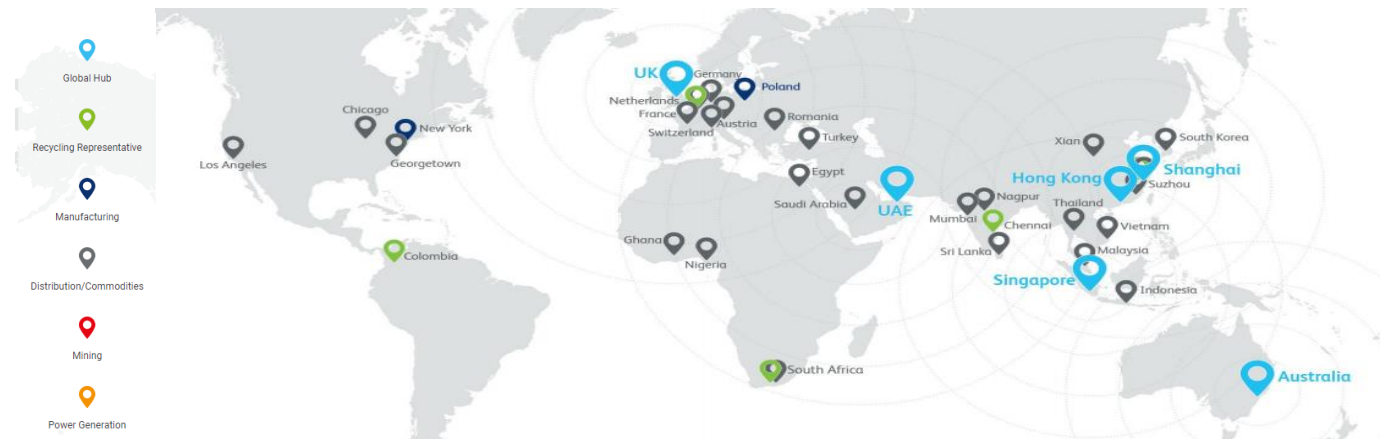 Global Hub
Recycling Representative
Manufacturing
Distribution/Commodities
Mining
Power Generation
Los Angeles
Chicago
New York
Georgetown
Colombia
UK
Germany
Netherlands
Poland
France
Switzerland
Austria
Romania
Turkey
Egypt
Saudi Arabia
UAE
Ghana
Nigeria
South Africa
Mumbai
Nagpur
Chennai
Sri Lanka
Xian
South Korea
Shanghai
Hong Kong
Suzhou
Thailand
Vietnam
Malaysia
Singapore
Indonesia
Australia